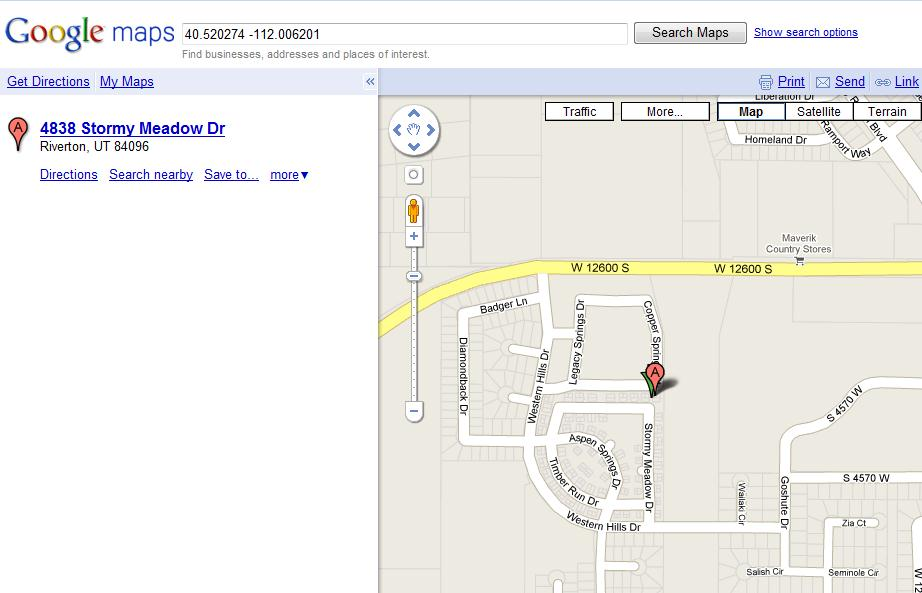 Google maps
40.520274 -112.006201
Search Maps
Show search options
Find businesses, addresses and places of interest.
Get Directions
My Maps
«
Print
Send
Link
A
4838 Stormy Meadow Dr
Riverton, UT 84096
Directions
Search nearby
Save to...
more▼
Traffic
More...
Map
Satellite
Terrain
Liberation Dr
Homeland Dr
Ramport Way
Blvd
Maverik
Country Stores
W 12600 S
W 12600 S
Badger Ln
Diamondback Dr
Western Hills Dr
Legacy Springs Dr
Copper Spring
A
Stormy Meadow Dr
Aspen Springs Dr
Timber Run Dr
Western Hills Dr
S 4570 W
S 4570 W
Goshute Dr
Zia Ct
Salish Cir
Seminole Cir